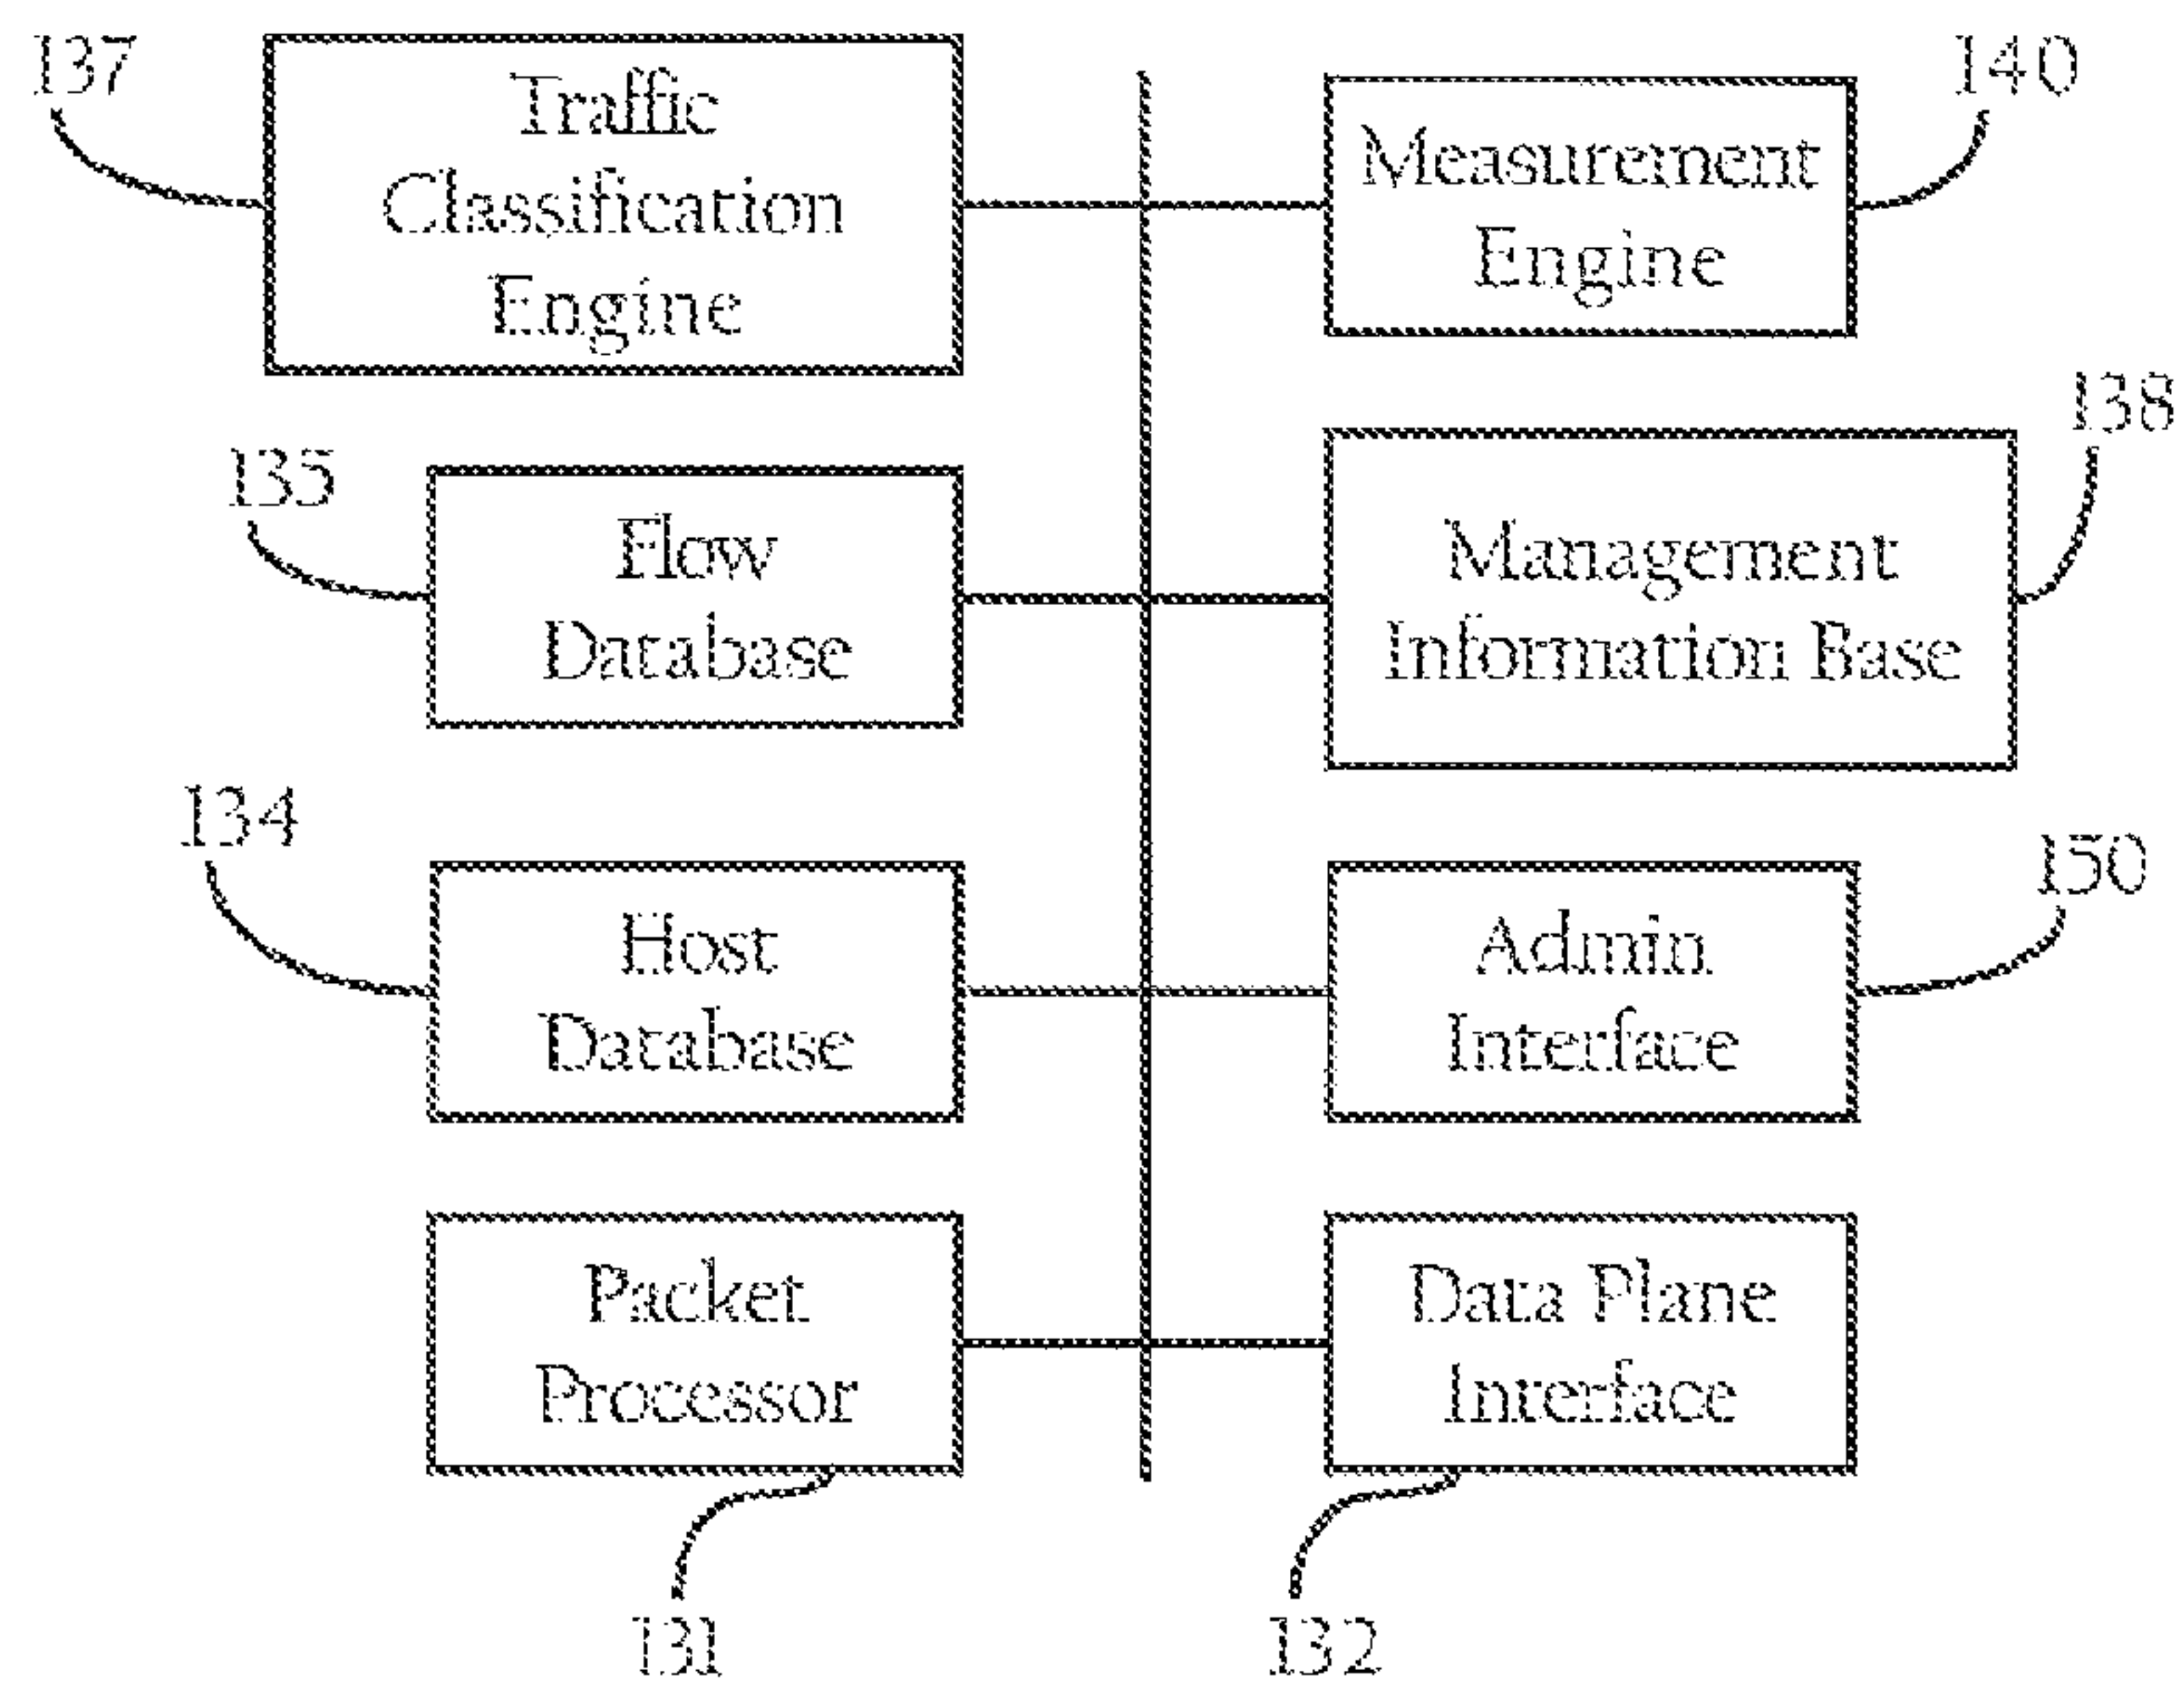 137
Traffic
Classification
Engine
Measurement
Engine
140
135
Flow
Database
Management
Information Base
138
134
Host
Database
Admin
Interface
150
Packet
Processor
131
Data Plane
Interface
132